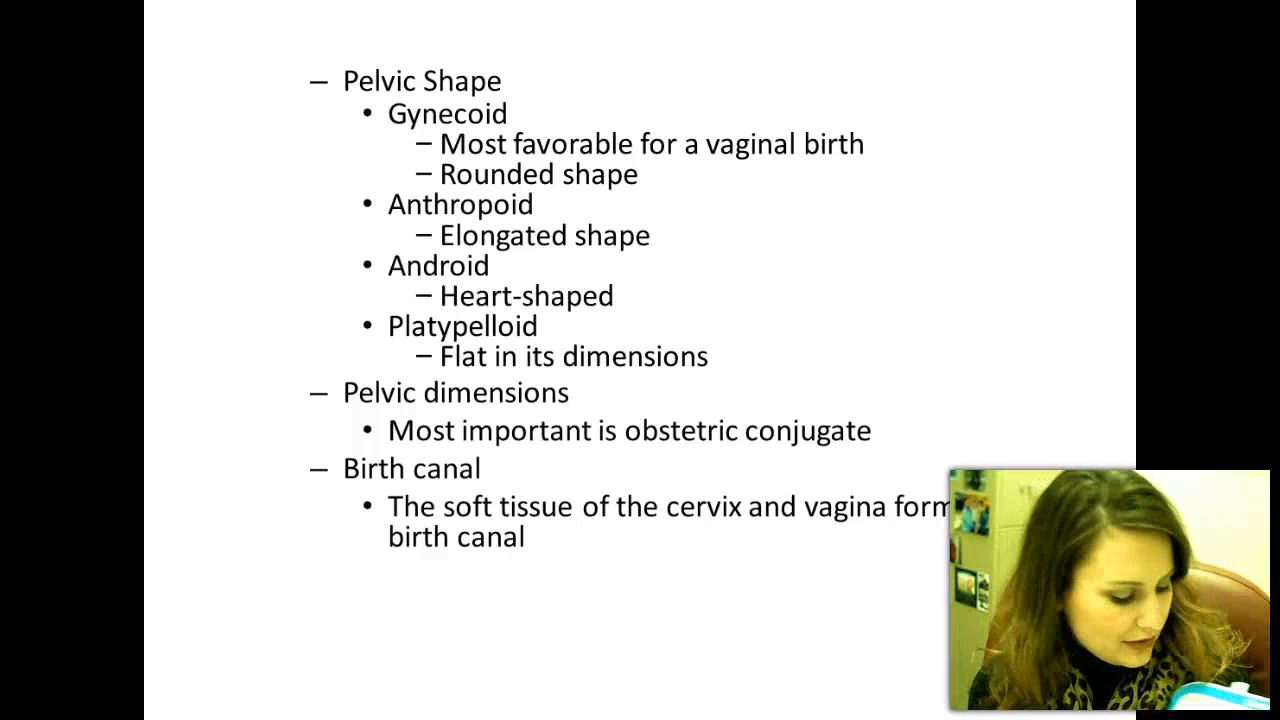 – Pelvic Shape
• Gynecoid
– Most favorable for a vaginal birth
– Rounded shape
• Anthropoid
– Elongated shape
• Android
– Heart-shaped
• Platypelloid
– Flat in its dimensions
– Pelvic dimensions
• Most important is obstetric conjugate
– Birth canal
• The soft tissue of the cervix and vagina form
birth canal